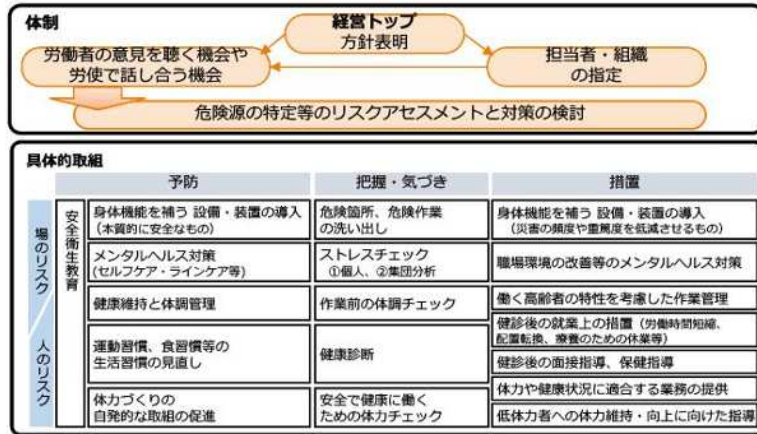 体制
経営トップ
方針表明
労働者の意見を聴く機会や
労使で話し合う機会
担当者・組織
の指定
危険源の特定等のリスクアセスメントと対策の検討
具体的取組
予防
把握・気づき
措置
場のリスク
人のリスク
安全衛生教育
身体機能を補う 設備・装置の導入
（本質的に安全なもの）
危険箇所、危険作業
の洗い出し
身体機能を補う 設備・装置の導入
（災害の頻度や重篤度を低減させるもの）
メンタルヘルス対策
(セルフケア・ラインケア等)
ストレスチェック
①個人、②集団分析
職場環境の改善等のメンタルヘルス対策
健康維持と体調管理
作業前の体調チェック
働く高齢者の特性を考慮した作業管理
運動習慣、食習慣等の
生活習慣の見直し
健康診断
健診後の就業上の措置（労働時間短縮、
配置転換、療養のための休業等）
健診後の面接指導、保健指導
体力づくりの
自発的な取組の促進
安全で健康に働く
ための体力チェック
体力や健康状況に適合する業務の提供
低体力者への体力維持・向上に向けた指導